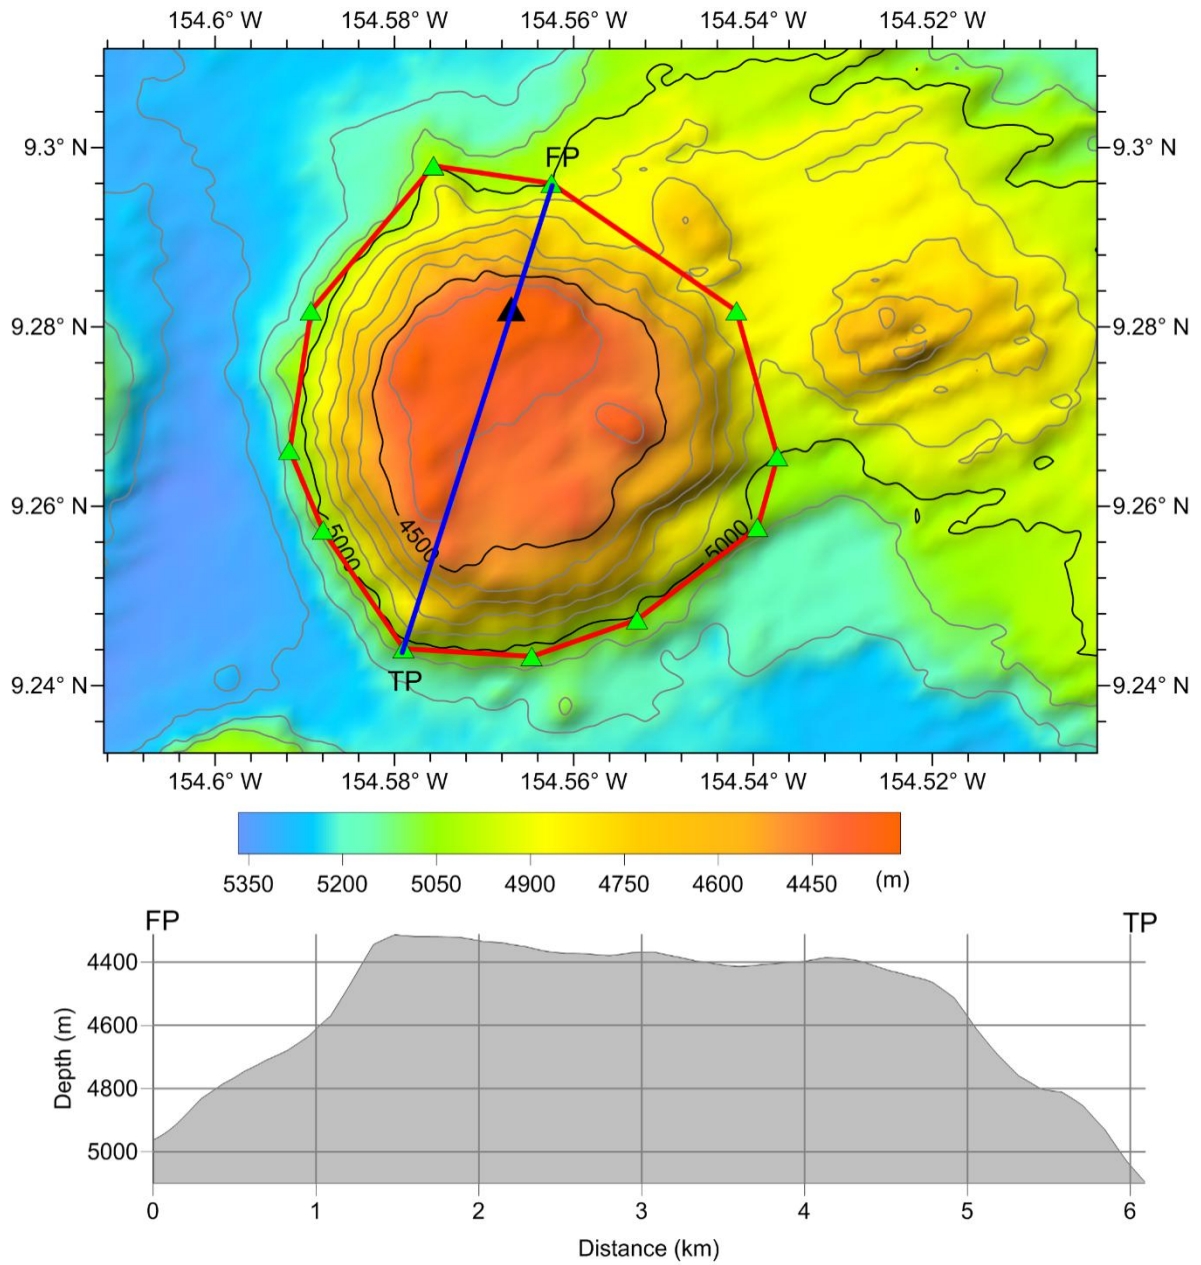 154.6° W 154.58° W 154.56° W 154.54° W 154.52° W
9.3° N FP 9.3° N
9.28° N 9.28° N
9.26° N 9.26° N
5000 4500 5000
9.24° N TP 9.24° N
154.6° W 154.58° W 154.56° W 154.54° W 154.52° W
5350 5200 5050 4900 4750 4600 4450 (m)
FP TP
4400
4600
Depth (m)
4800
5000
0 1 2 3 4 5 6
Distance (km)